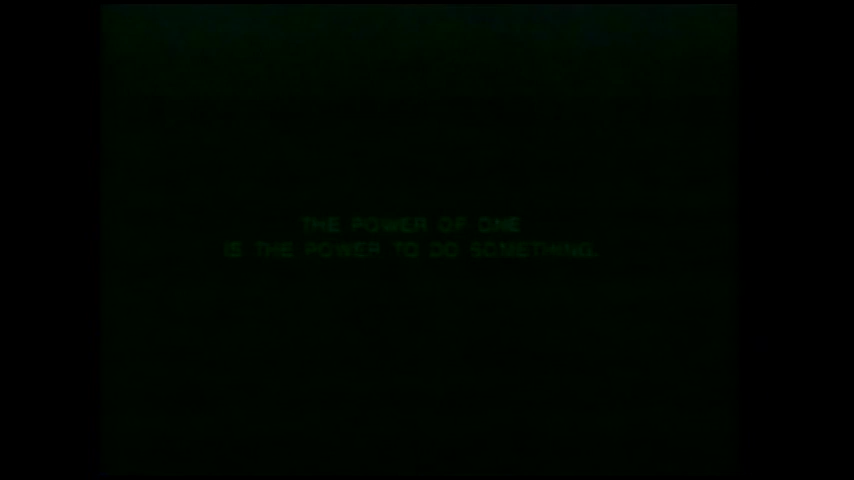 THE POWER OF ONE
IS THE POWER TO DO SOMETHING.